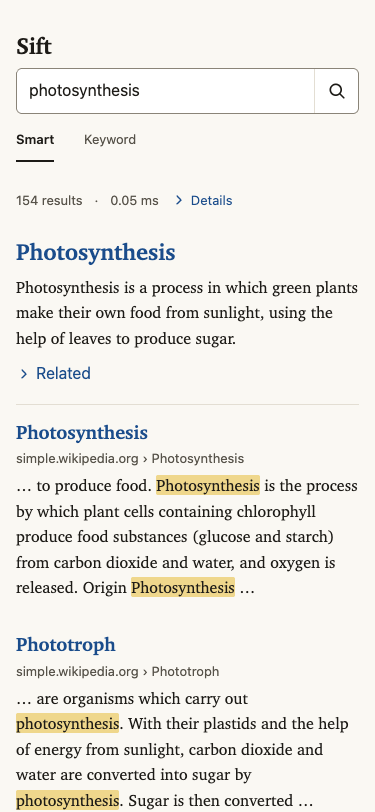 Sift
photosynthesis
Smart Keyword
154 results · 0.05 ms Details
Photosynthesis
Photosynthesis is a process in which green plants
make their own food from sunlight, using the
help of leaves to produce sugar.
Related
Photosynthesis
simple.wikipedia.org › Photosynthesis
… to produce food. Photosynthesis is the process
by which plant cells containing chlorophyll
produce food substances (glucose and starch)
from carbon dioxide and water, and oxygen is
released. Origin Photosynthesis …
Phototroph
simple.wikipedia.org › Phototroph
… are organisms which carry out
photosynthesis. With their plastids and the help
of energy from sunlight, carbon dioxide and
water are converted into sugar by
photosynthesis. Sugar is then converted …